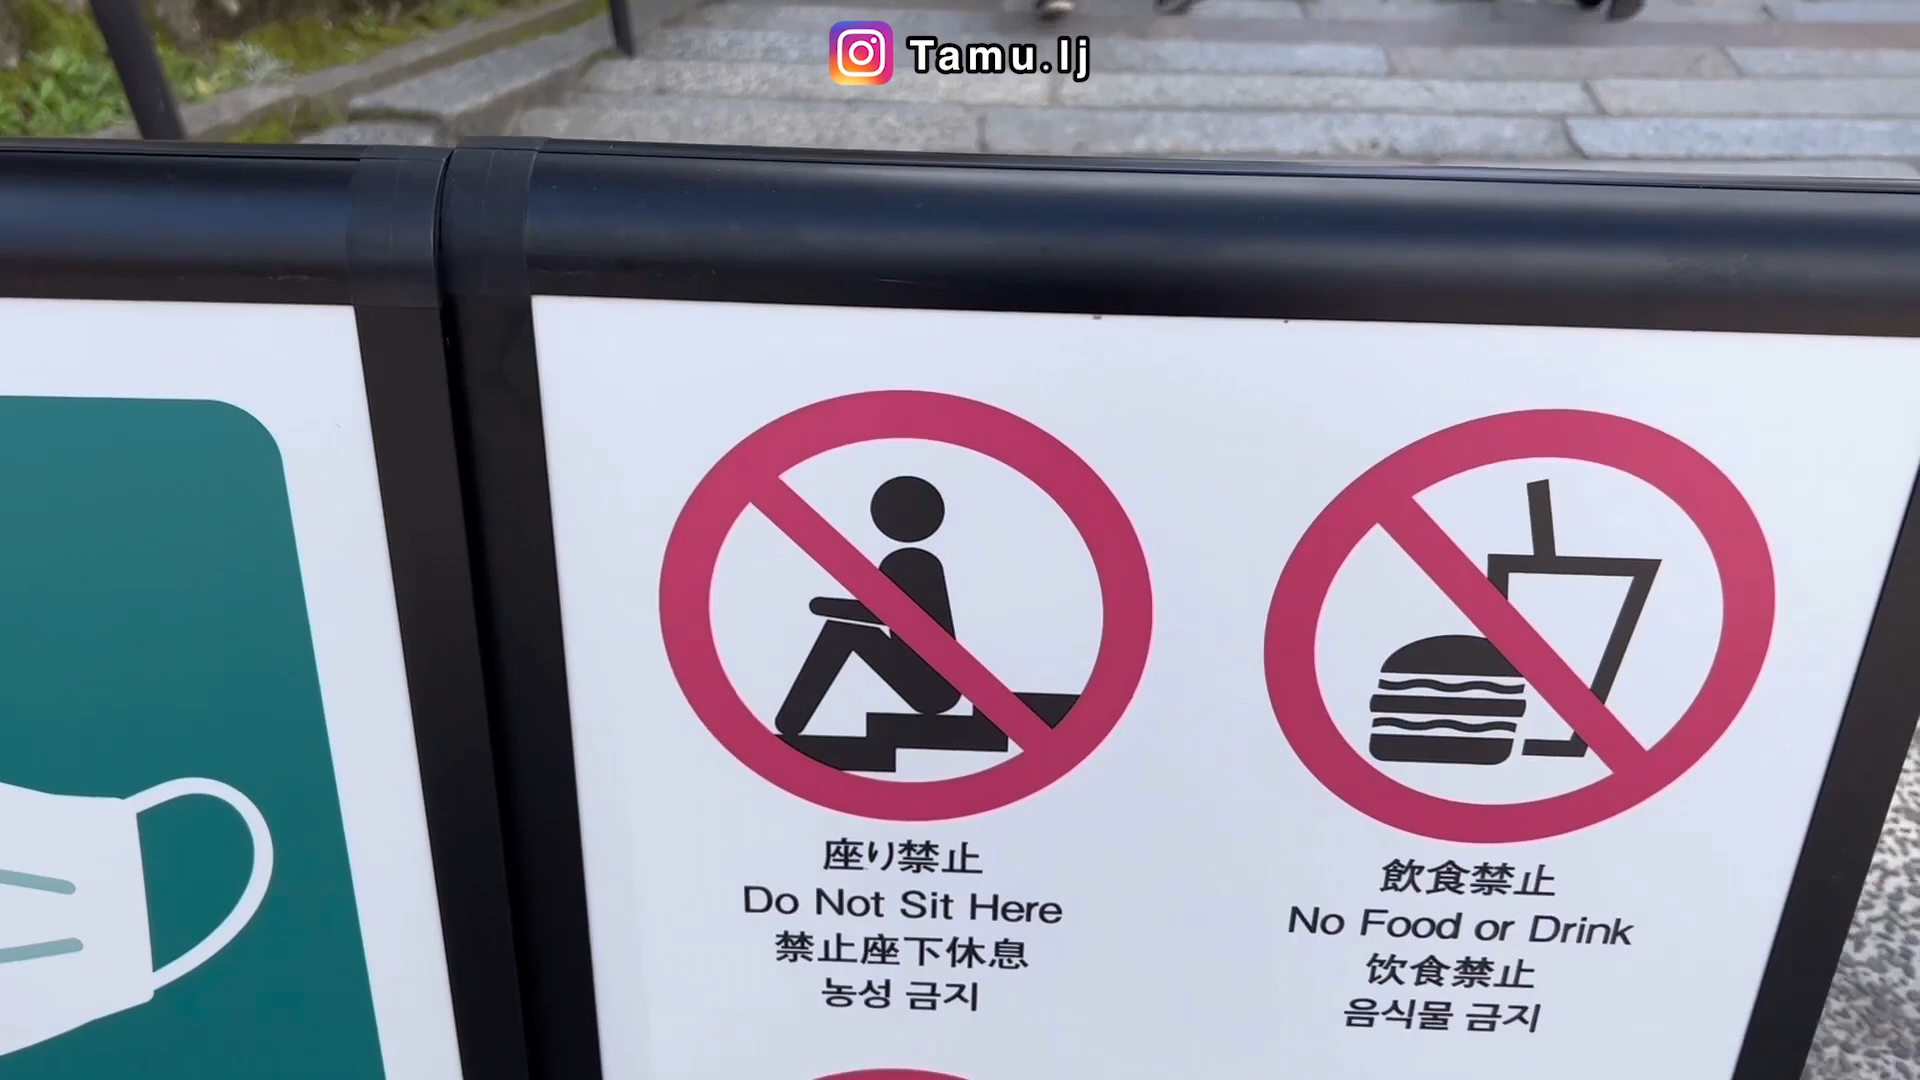 Tamu.lj
座り禁止
Do Not Sit Here
禁止座下休息
농성 금지
飲食禁止
No Food or Drink
饮食禁止
음식물 금지